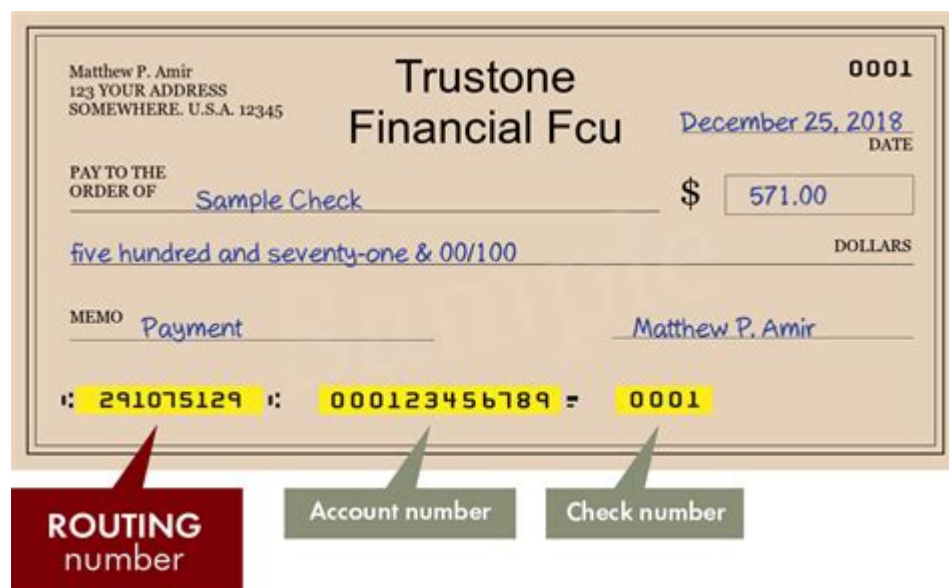 Matthew P. Amir
123 YOUR ADDRESS
SOMEWHERE. U.S.A. 12345
Trustone
Financial Fcu
0001
December 25, 2018
DATE
PAY TO THE
ORDER OF
Sample Check
$ 571.00
five hundred and seventy-one & 00/100
DOLLARS
Sample
MEMO Payment
Matthew P. Amir
291075129 000123456789 0001
ROUTING
number
Account number
Check number